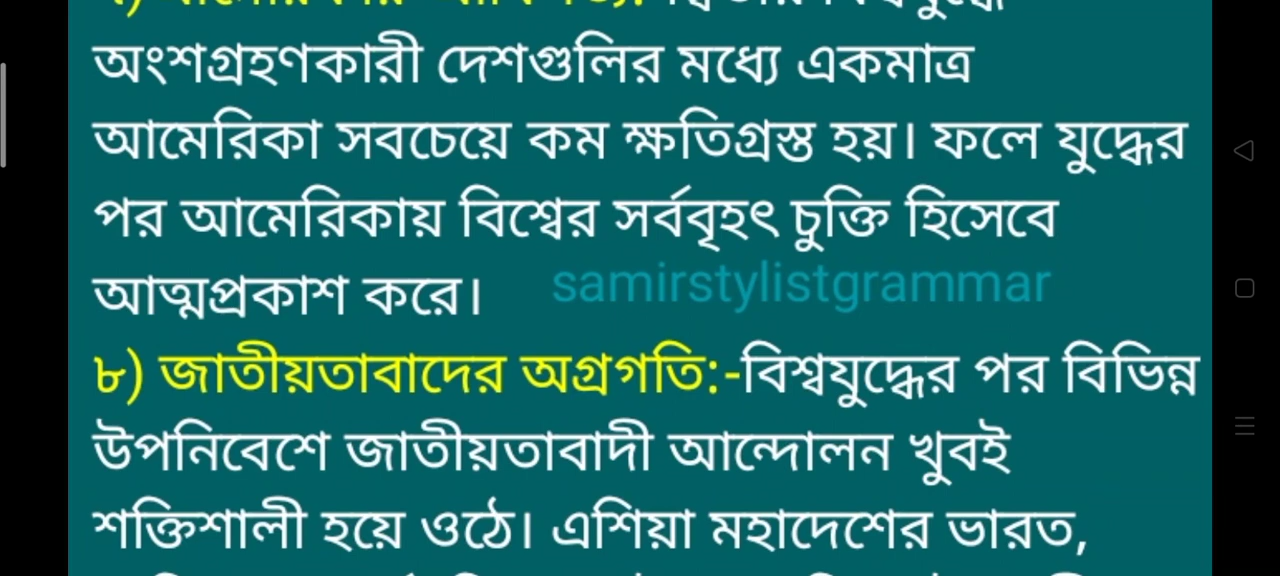 অংশগ্রহণকারী দেশগুলির মধ্যে একমাত্র
আমেরিকা সবচেয়ে কম ক্ষতিগ্রস্ত হয়। ফলে যুদ্ধের
পর আমেরিকায় বিশ্বের সর্ববৃহৎ চুক্তি হিসেবে
আত্মপ্রকাশ করে। samirstylistgrammar
৮) জাতীয়তাবাদের অগ্রগতি:-বিশ্বযুদ্ধের পর বিভিন্ন
উপনিবেশে জাতীয়তাবাদী আন্দোলন খুবই
শক্তিশালী হয়ে ওঠে। এশিয়া মহাদেশের ভারত,